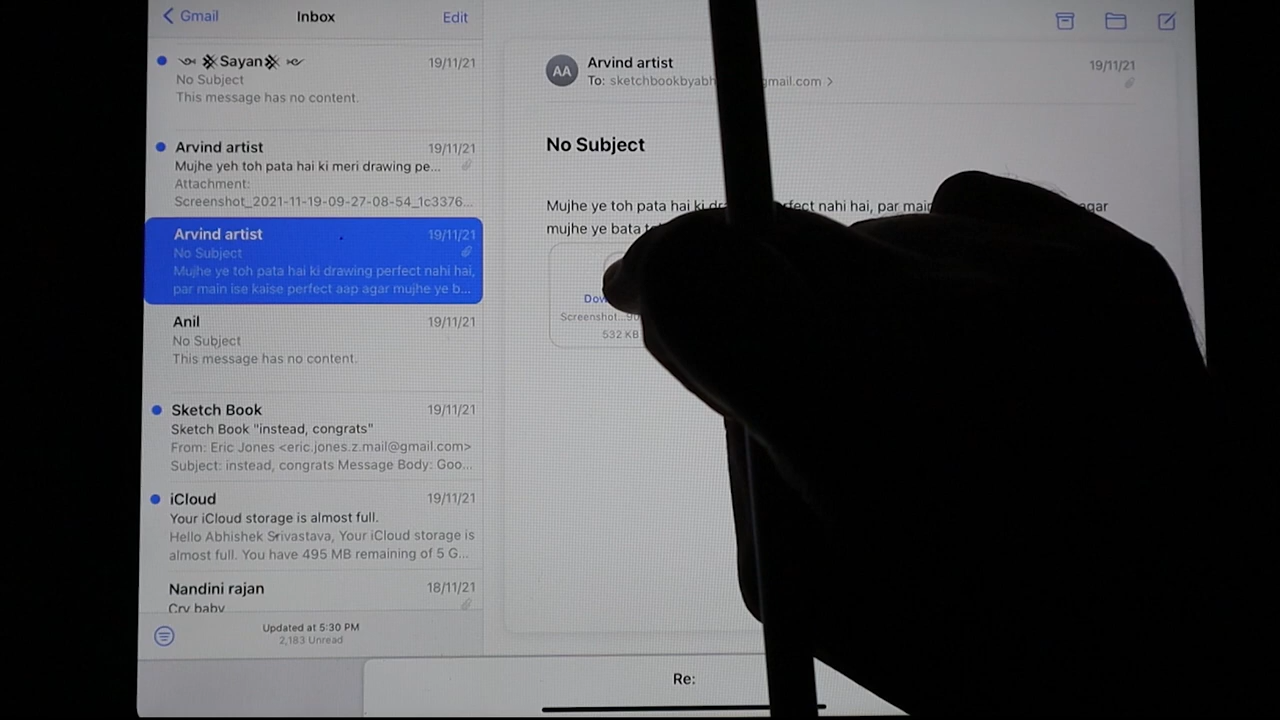 Gmail
Inbox
Edit
Sayan
19/11/21
No Subject
This message has no content.
Arvind artist
19/11/21
Mujhe yeh toh pata hai ki meri drawing pe...
Attachment:
Screenshot_2021-11-19-09-27-08-54_1c3376...
Arvind artist
19/11/21
No Subject
Mujhe ye toh pata hai ki drawing perfect nahi hai,
par main ise kaise perfect aap agar mujhe ye b...
Anil
19/11/21
No Subject
This message has no content.
Sketch Book
19/11/21
Sketch Book "instead, congrats"
From: Eric Jones <eric.jones.z.mail@gmail.com>
Subject: instead, congrats Message Body: Goo...
iCloud
19/11/21
Your iCloud storage is almost full.
Hello Abhishek Srivastava, Your iCloud storage is
almost full. You have 495 MB remaining of 5 G...
Nandini rajan
18/11/21
Cry baby
Updated at 5:30 PM
2,183 Unread
AA
Arvind artist
19/11/21
To: sketchbookbyabh gmail.com >
No Subject
Mujhe ye toh pata hai ki nahi hai, par main agar
mujhe ye bata
Screenshot...
532 KB
Re: